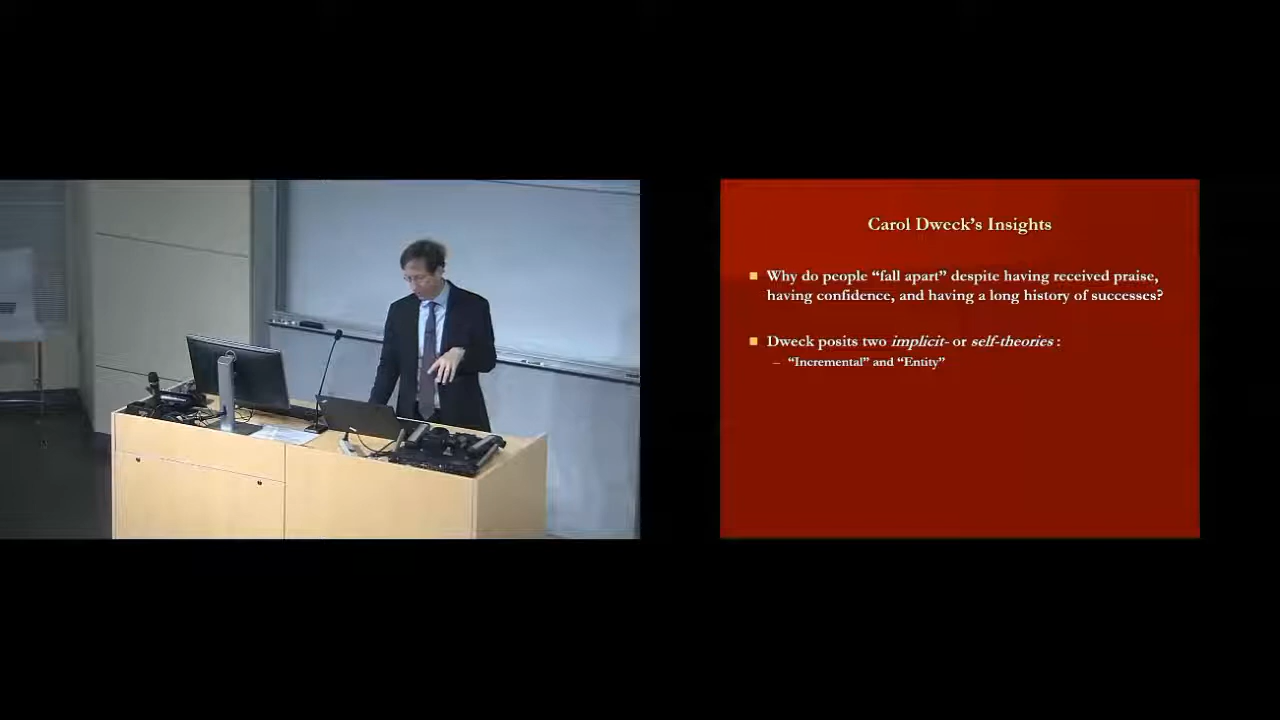 Carol Dweck’s Insights
Why do people “fall apart” despite having received praise,
having confidence, and having a long history of successes?
Dweck posits two implicit- or self-theories :
– “Incremental” and “Entity”